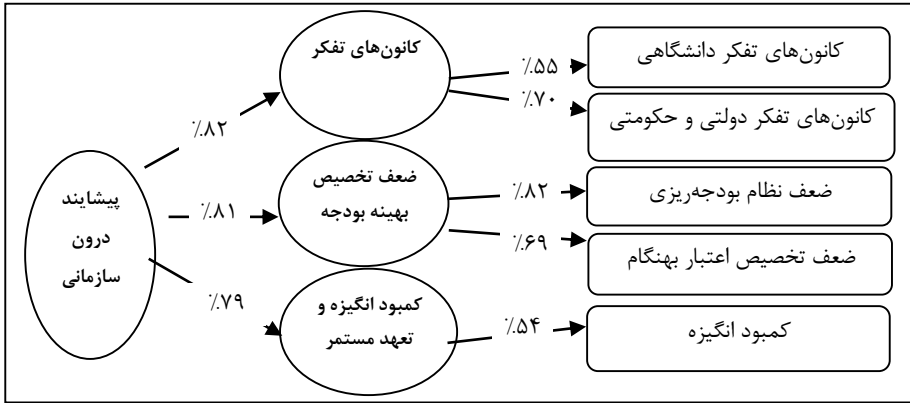 پیشایند
درون
سازمانی
٪۸۲
٪۸۱
٪۷۹
کانون‌های تفکر
ضعف تخصیص
بهینه بودجه
کمبود انگیزه و
تعهد مستمر
٪۵۵
٪۷۰
٪۸۲
٪۶۹
٪۵۴
کانون‌های تفکر دانشگاهی
کانون‌های تفکر دولتی و حکومتی
ضعف نظام بودجه‌ریزی
ضعف تخصیص اعتبار بهنگام
کمبود انگیزه